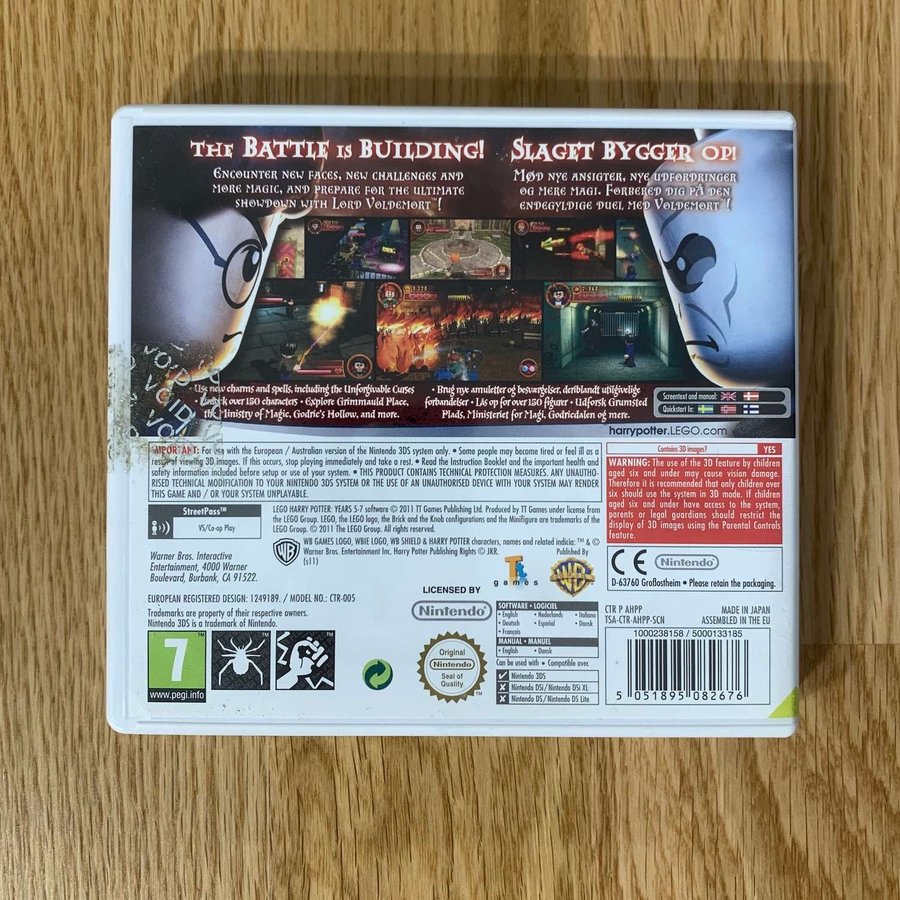 THE BATTLE IS BUILDING!
ENCOUNTER NEW FACES, NEW CHALLENGES AND
MORE MAGIC, AND PREPARE FOR THE ULTIMATE
SHOWDOWN WITH LORD VOLDEMORT™!
SLAGET BYGGER OP!
MØD NYE ANSIGTER, NYE UDFORDRINGER
OG MERE MAGI. FORBERED DIG PÅ DEN
ENDEGYLDIGE DUEL MED VOLDEMORT™!
VOID
VOID
VO
Use new charms and spells, including the Unforgivable Curses
• Unlock over 150 characters • Explore Grimmauld Place,
the Ministry of Magic, Godric's Hollow, and more.
• Brug nye amuletter og besværgelser, deriblandt utilgivelige
forbandelser • Lås op for over 150 figurer • Udforsk Grumsted
Plads, Ministeriet for Magi, Godricdalen og mere.
Screentext and manual:
Quickstart In:
harrypotter.LEGO.com
IMPORTANT: For use with the European / Australian version of the Nintendo 3DS system only. • Some people may become tired or feel ill as a
result of viewing 3D images. If this occurs, stop playing immediately and take a rest. • Read the Instruction Booklet and the important health and
safety information included before setup or use of this system. • THIS PRODUCT CONTAINS TECHNICAL PROTECTION MEASURES. ANY UNAUTHO-
RISED TECHNICAL MODIFICATION TO YOUR NINTENDO 3DS SYSTEM OR THE USE OF AN UNAUTHORISED DEVICE WITH YOUR SYSTEM MAY RENDER
THIS GAME AND / OR YOUR SYSTEM UNPLAYABLE.
Contains 3D images? YES
WARNING: The use of the 3D feature by children
aged six and under may cause vision damage.
Therefore it is recommended that only children over
six should use the system in 3D mode. If children
aged six and under have access to the system,
parents or legal guardians should restrict the
display of 3D images using the Parental Controls
feature.
StreetPass™
VS/Co-op Play
LEGO HARRY POTTER: YEARS 5-7 software © 2011 TT Games Publishing Ltd. Produced by TT Games under license from
the LEGO Group. LEGO, the LEGO logo, the Brick and the Knob configurations and the Minifigure are trademarks of
the LEGO Group. © 2011 The LEGO Group. All rights reserved.
WB
WB GAMES LOGO, WBIE LOGO, WB SHIELD & HARRY POTTER characters, names and related indicia: ™ & ©
Warner Bros. Entertainment Inc. Harry Potter Publishing Rights © JKR.
(s11)
Warner Bros. Interactive
Entertainment, 4000 Warner
Boulevard, Burbank, CA 91522.
EUROPEAN REGISTERED DESIGN: 1249189. / MODEL NO.: CTR-005
Trademarks are property of their respective owners.
Nintendo 3DS is a trademark of Nintendo.
TT games
Published By
WB
GAMES
CE
Nintendo
D-63760 Großostheim • Please retain the packaging.
LICENSED BY
Nintendo
SOFTWARE • LOGICIEL
• English • Nederlands • Italiano
• Deutsch • Español • Dansk
• Français
MANUAL • MANUEL
• English • Dansk
Can be used with • Compatible avec
Nintendo 3DS
Nintendo DSi/Nintendo DSi XL
Nintendo DS/Nintendo DS Lite
CTR P AHPP
TSA-CTR-AHPP-SCN
MADE IN JAPAN
ASSEMBLED IN THE EU
1000238158 / 5000133185
5 051895 082676
7
www.pegi.info
Original
Nintendo
Seal of
Quality